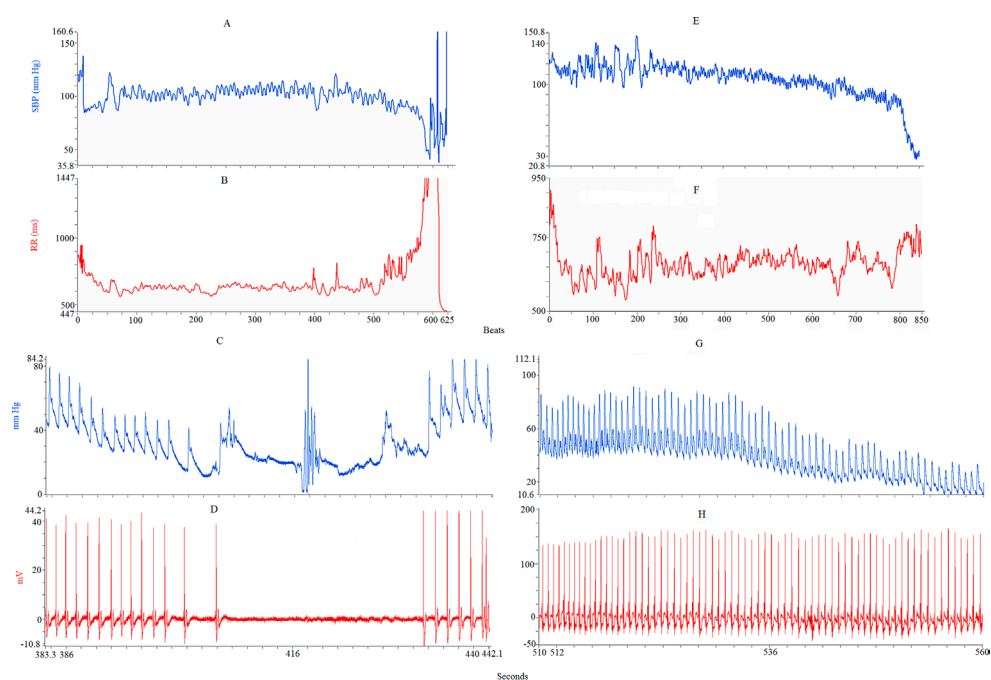 A
160.6
150
100
50
35.8
SBP (mm Hg)
B
1447
1000
500
447
RR (ms)
0 100 200 300 400 500 600 625
E
150.8
140
100
30
20.8
F
950
750
500
0 100 200 300 400 500 600 700 800 850
Beats
C
84.2
80
40
0
mm Hg
D
44.2
40
20
0
-10.8
mV
383.3 386 416 440 442.1
G
112.1
100
60
20
10.6
H
200
100
0
-50
510 512 536 560
Seconds